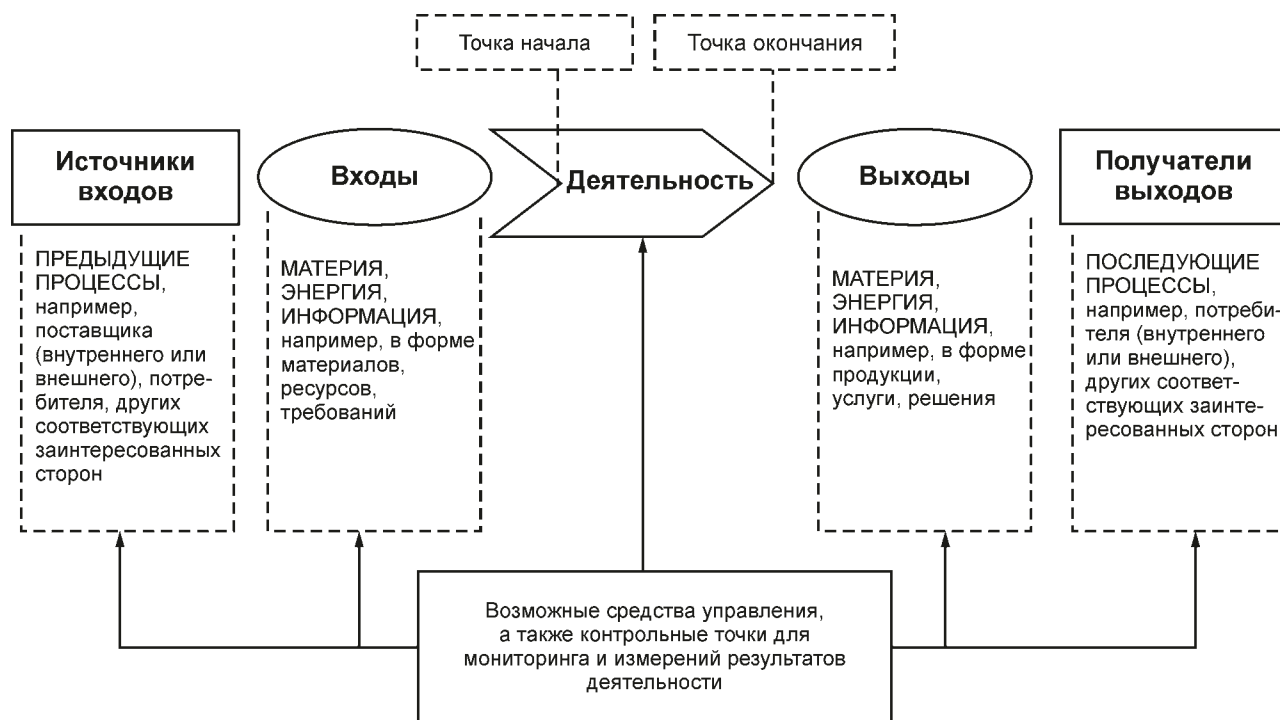 Точка начала
Точка окончания
Источники
входов
Входы
Деятельность
Выходы
Получатели
выходов
ПРЕДЫДУЩИЕ
ПРОЦЕССЫ,
например,
поставщика
(внутреннего или
внешнего), потре-
бителя, других
соответствующих
заинтересованных
сторон
МАТЕРИЯ,
ЭНЕРГИЯ,
ИНФОРМАЦИЯ,
например, в форме
материалов,
ресурсов,
требований
МАТЕРИЯ,
ЭНЕРГИЯ,
ИНФОРМАЦИЯ,
например, в форме
продукции,
услуги, решения
ПОСЛЕДУЮЩИЕ
ПРОЦЕССЫ,
например, потреби-
теля (внутреннего
или внешнего),
других соответ-
ствующих заинте-
ресованных сторон
Возможные средства управления,
а также контрольные точки для
мониторинга и измерений результатов
деятельности